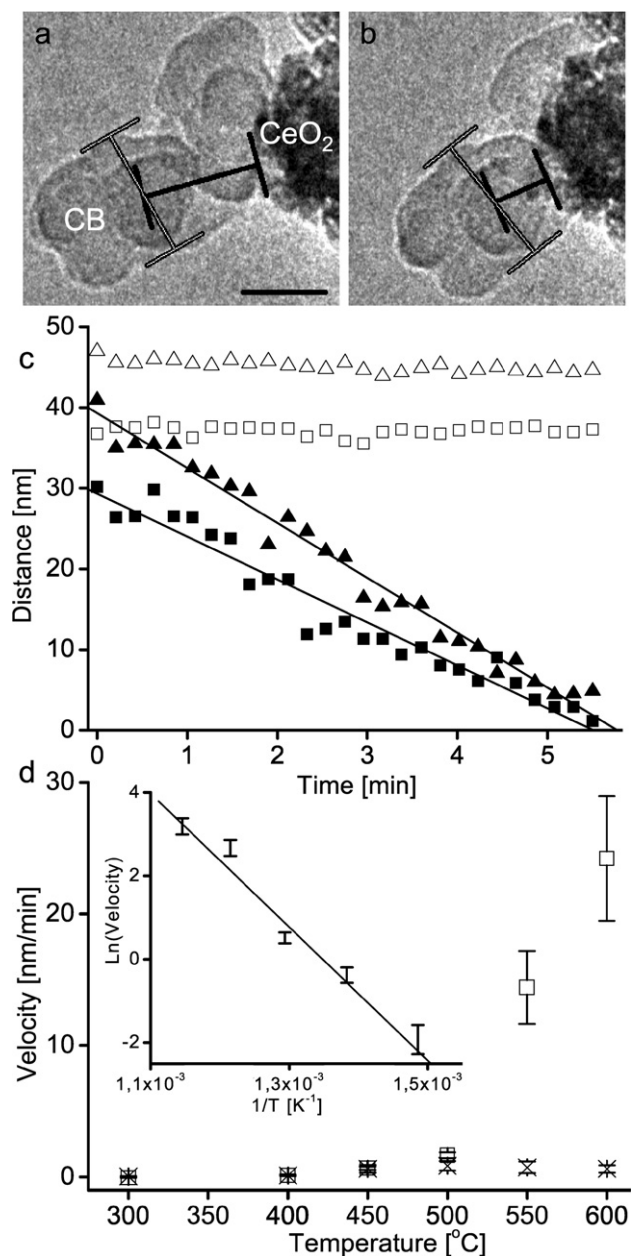 a
b
CeO2
CB
c
50
40
30
20
10
0
Distance [nm]
0 1 2 3 4 5
Time [min]
d
30
20
10
0
Velocity [nm/min]
4
2
0
-2
Ln(Velocity)
1,1x10-3 1,3x10-3 1,5x10-3
1/T [K-1]
300 350 400 450 500 550 600
Temperature [oC]